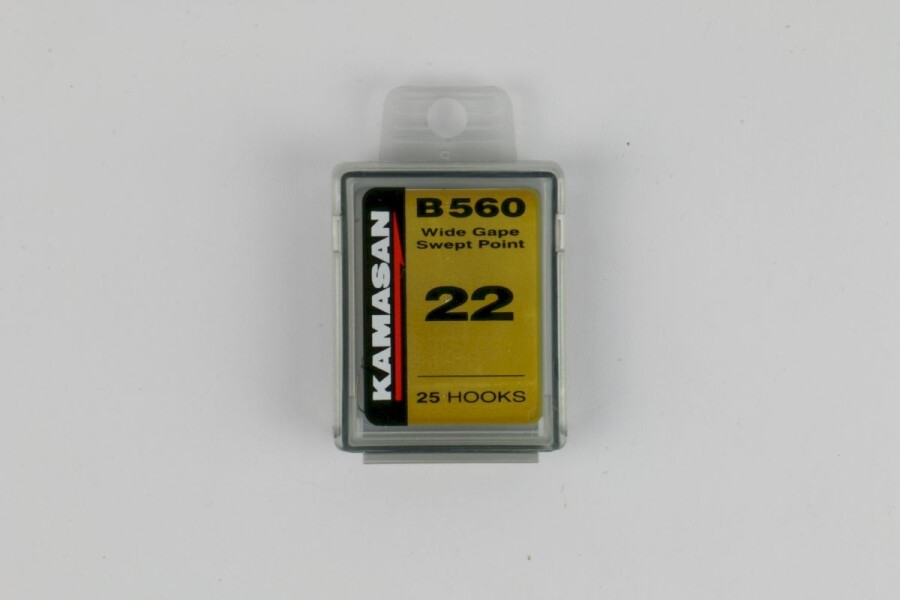 KAMASAN
B560
Wide Gape
Swept Point
22
25 HOOKS